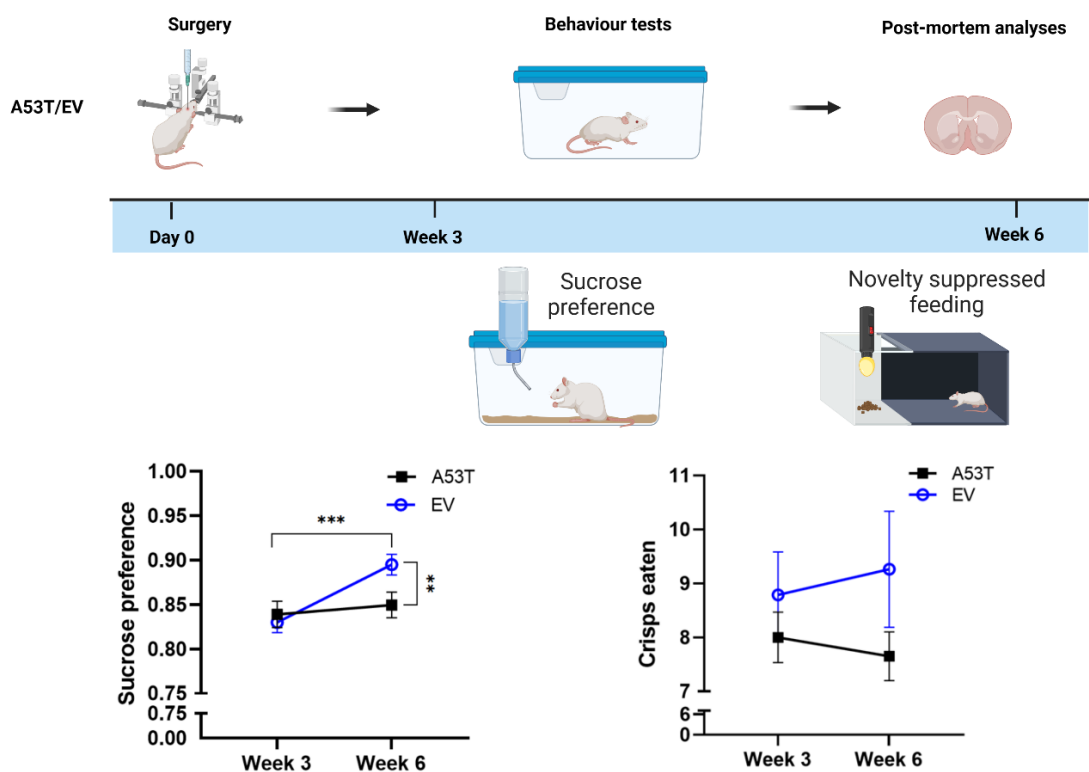 Surgery
Behaviour tests
Post-mortem analyses
A53T/EV
Day 0
Week 3
Week 6
Sucrose
preference
Novelty suppressed
feeding
Sucrose preference
1.00
0.95
0.90
0.85
0.80
0.75
0.75
0.00
A53T
EV
***
**
Week 3
Week 6
Crisps eaten
11
10
9
8
7
6
0
A53T
EV
Week 3
Week 6